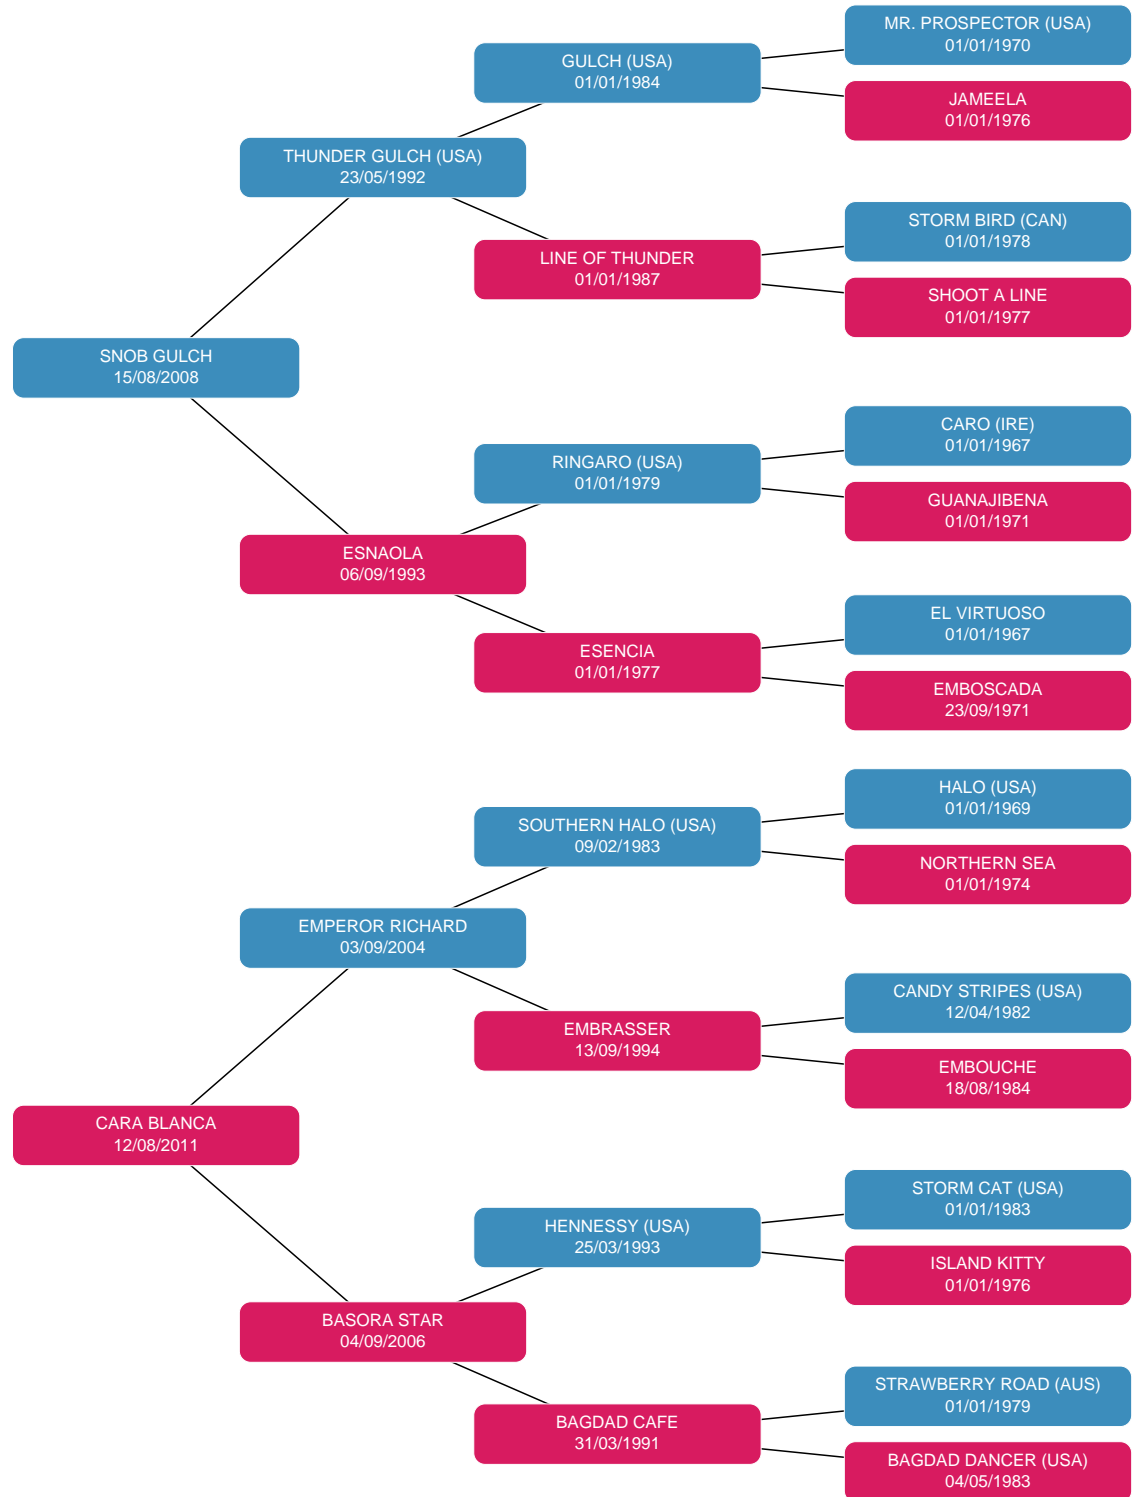 MR. PROSPECTOR (USA)
01/01/1970
GULCH (USA)
01/01/1984
JAMEELA
01/01/1976
THUNDER GULCH (USA)
23/05/1992
STORM BIRD (CAN)
01/01/1978
LINE OF THUNDER
01/01/1987
SHOOT A LINE
01/01/1977
SNOB GULCH
15/08/2008
CARO (IRE)
01/01/1967
RINGARO (USA)
01/01/1979
GUANAJIBENA
01/01/1971
ESNAOLA
06/09/1993
EL VIRTUOSO
01/01/1967
ESENCIA
01/01/1977
EMBOSCADA
23/09/1971
HALO (USA)
01/01/1969
SOUTHERN HALO (USA)
09/02/1983
NORTHERN SEA
01/01/1974
EMPEROR RICHARD
03/09/2004
CANDY STRIPES (USA)
12/04/1982
EMBRASSER
13/09/1994
EMBOUCHE
18/08/1984
CARA BLANCA
12/08/2011
STORM CAT (USA)
01/01/1983
HENNESSY (USA)
25/03/1993
ISLAND KITTY
01/01/1976
BASORA STAR
04/09/2006
STRAWBERRY ROAD (AUS)
01/01/1979
BAGDAD CAFE
31/03/1991
BAGDAD DANCER (USA)
04/05/1983